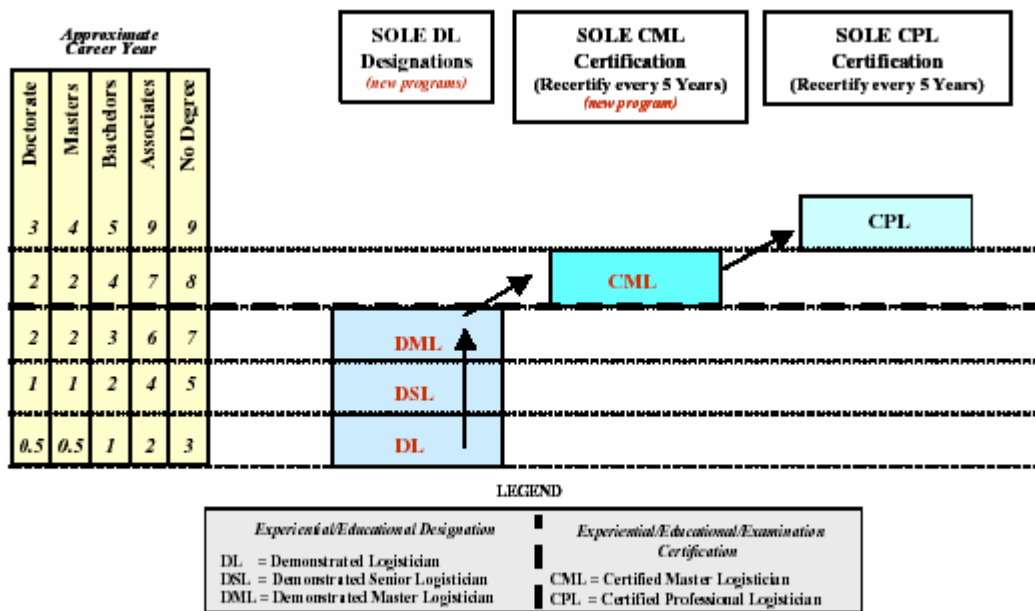 Approximate
Career Year
Doctorate
Masters
Bachelors
Associates
No Degree
SOLE DL
Designations
(new programs)
SOLE CML
Certification
(Recertify every 5 Years)
(new program)
SOLE CPL
Certification
(Recertify every 5 Years)
3 4 5 9 9
CPL
2 2 4 7 8
CML
2 2 3 6 7
DML
1 1 2 4 5
DSL
0.5 0.5 1 2 3
DL
LEGEND
Experiential/Educational Designation
DL = Demonstrated Logistician
DSL = Demonstrated Senior Logistician
DML = Demonstrated Master Logistician
Experiential/Educational/Examination
Certification
CML = Certified Master Logistician
CPL = Certified Professional Logistician